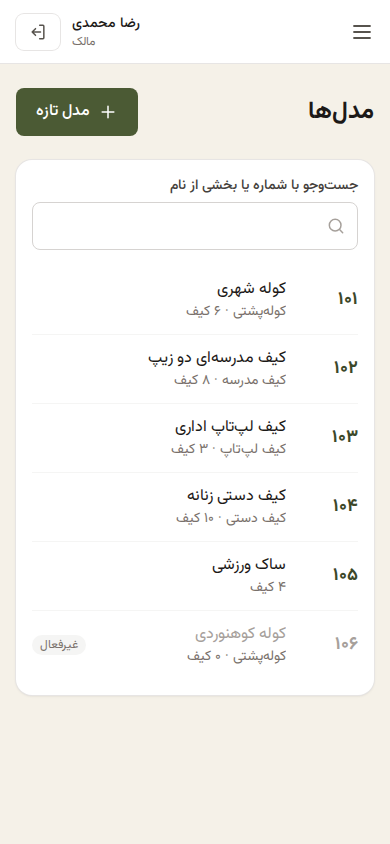 رضا محمدی
مالک
مدل‌ها
مدل تازه
جست‌وجو با شماره یا بخشی از نام
۱۰۱
کوله شهری
کوله‌پشتی · ۶ کیف
۱۰۲
کیف مدرسه‌ای دو زیپ
کیف مدرسه · ۸ کیف
۱۰۳
کیف لپ‌تاپ اداری
کیف لپ‌تاپ · ۳ کیف
۱۰۴
کیف دستی زنانه
کیف دستی · ۱۰ کیف
۱۰۵
ساک ورزشی
۴ کیف
۱۰۶
کوله کوهنوردی
کوله‌پشتی · ۰ کیف
غیرفعال